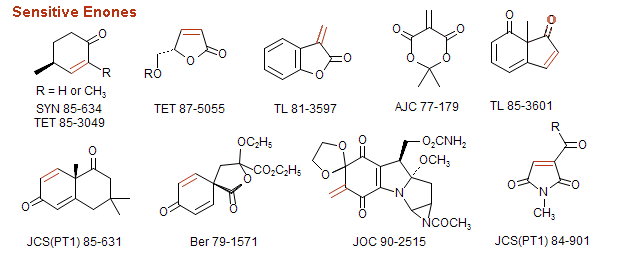 Sensitive Enones
O
R
R = H or CH₃
SYN 85-634
TET 85-3049
O
O
O
RO
TET 87-5055
O
O
TL 81-3597
O
O
O
O
AJC 77-179
O
O
TL 85-3601
O
O
JCS(PT1) 85-631
OC₂H₅
CO₂C₂H₅
O
O
O
Ber 79-1571
O
O
O
O
O₂CNH₂
OCH₃
N
NCOCH₃
JOC 90-2515
R
O
O
O
N
CH₃
JCS(PT1) 84-901